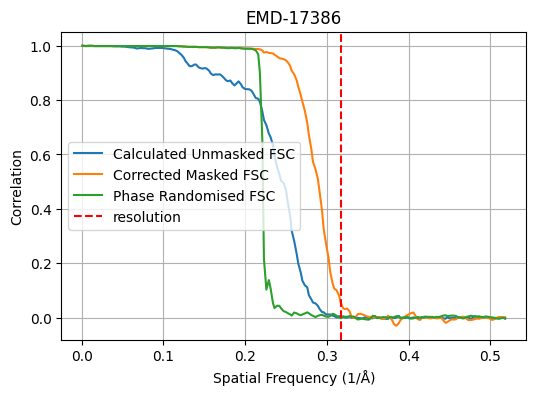 EMD-17386
1.0
0.8
0.6
0.4
0.2
0.0
Correlation
Calculated Unmasked FSC
Corrected Masked FSC
Phase Randomised FSC
resolution
0.0 0.1 0.2 0.3 0.4 0.5
Spatial Frequency (1/Å)